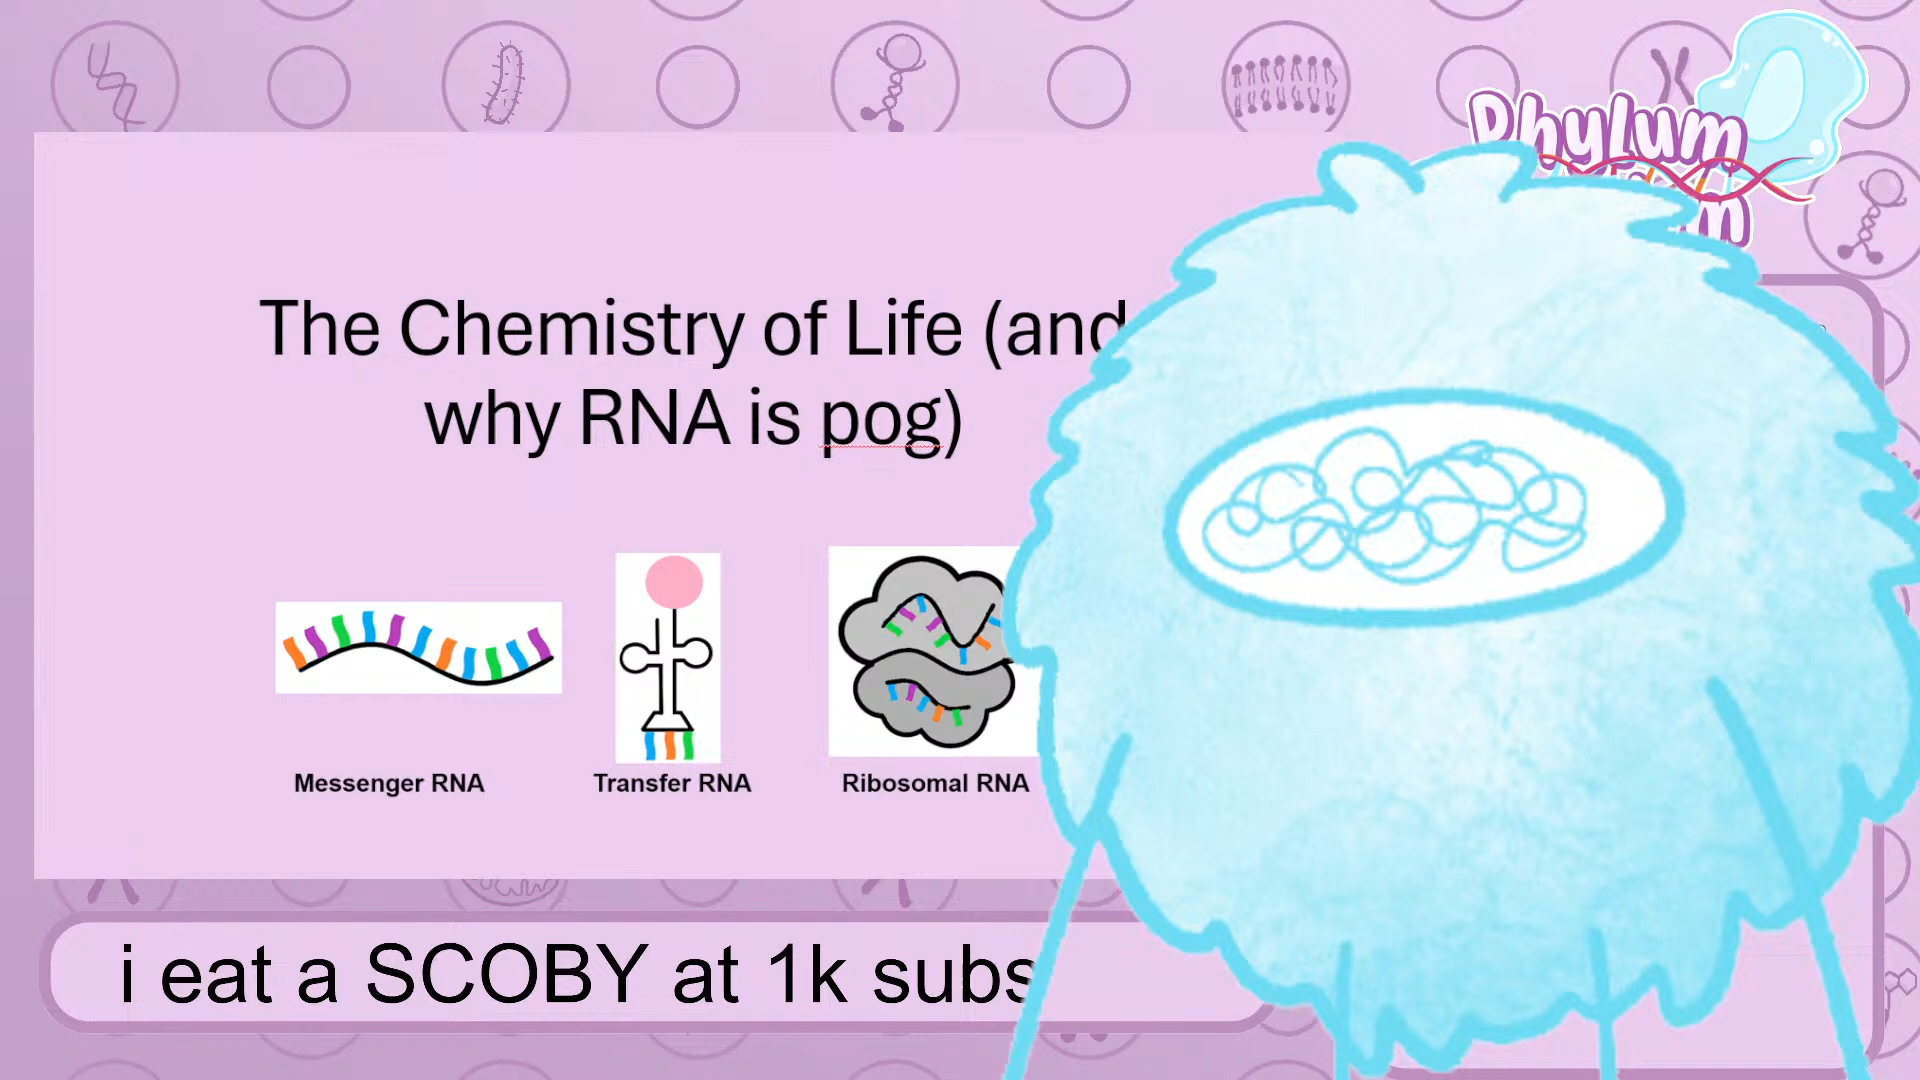 Phylum
The Chemistry of Life (and
why RNA is pog)
Messenger RNA
Transfer RNA
Ribosomal RNA
i eat a SCOBY at 1k subs